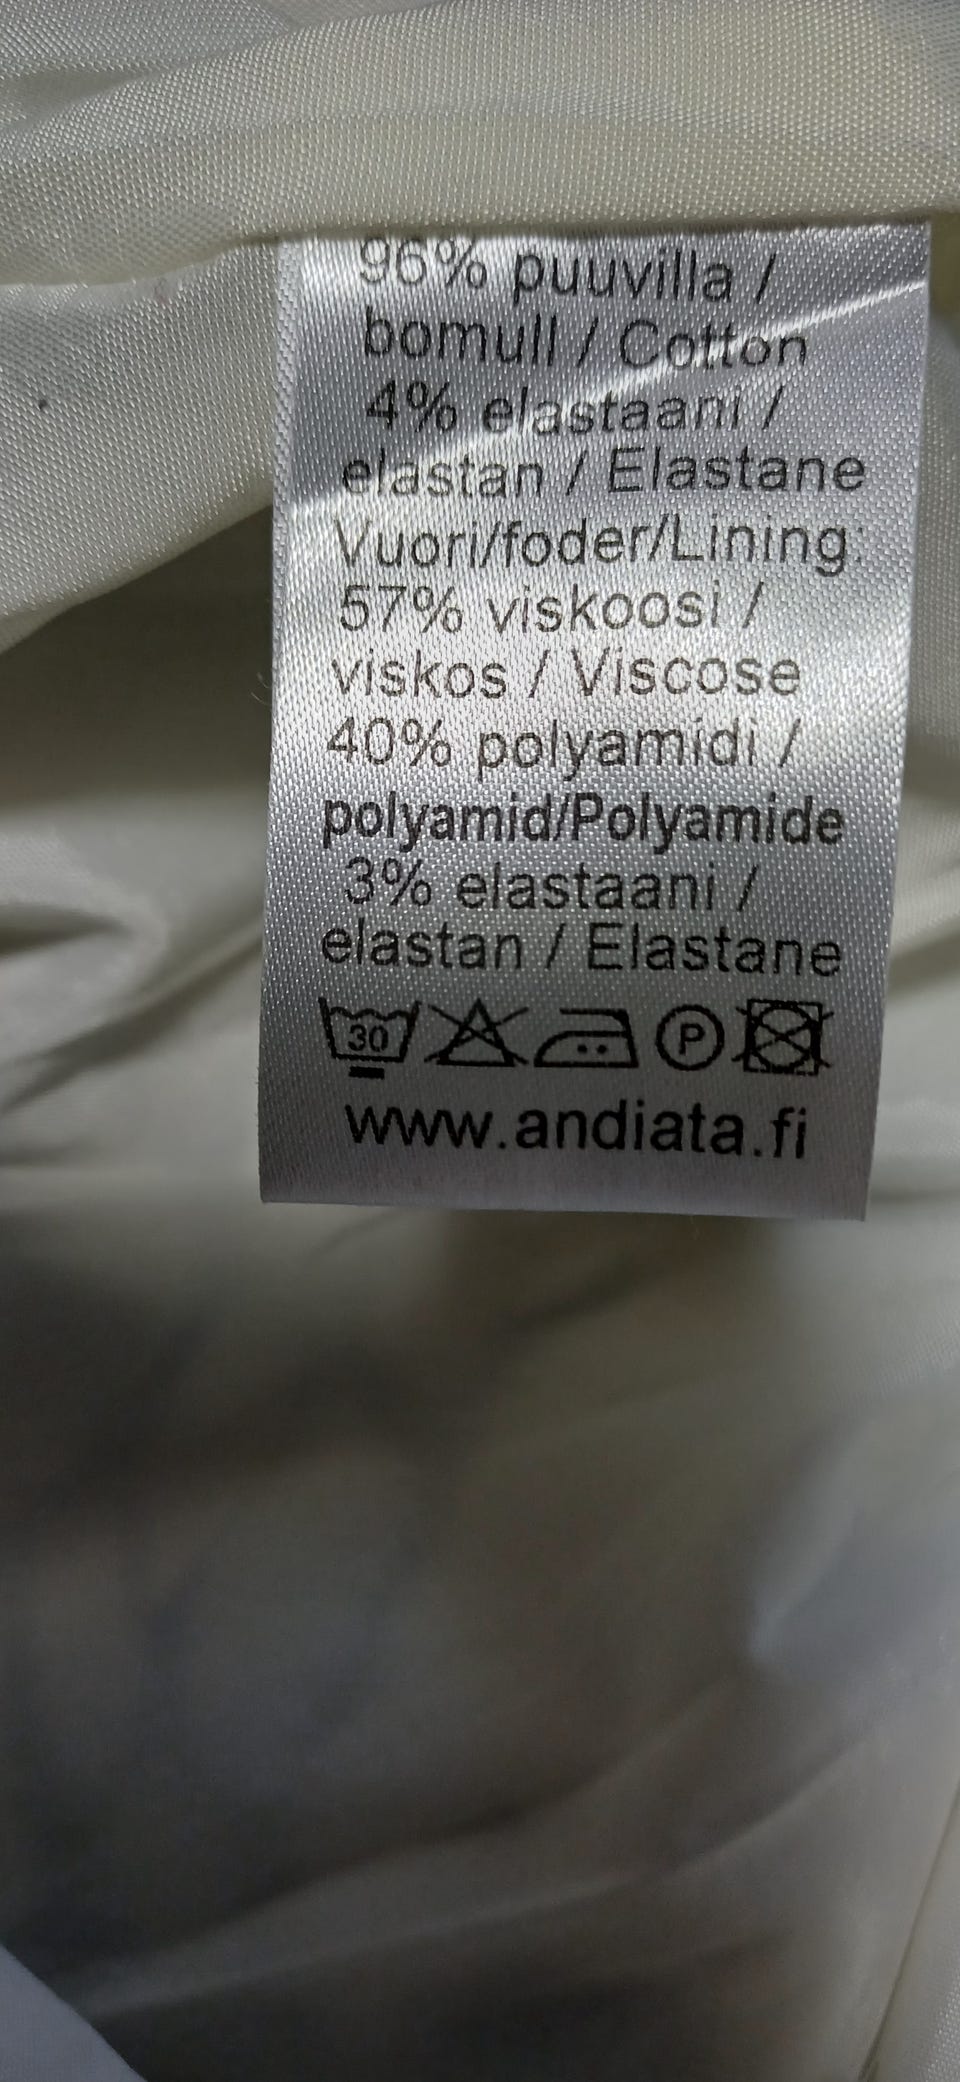 96% puuvilla /
bomull / Cotton
4% elastaani /
elastan / Elastane
Vuori/foder/Lining:
57% viskoosi /
viskos / Viscose
40% polyamidi /
polyamid/Polyamide
3% elastaani /
elastan / Elastane
30 P
www.andiata.fi